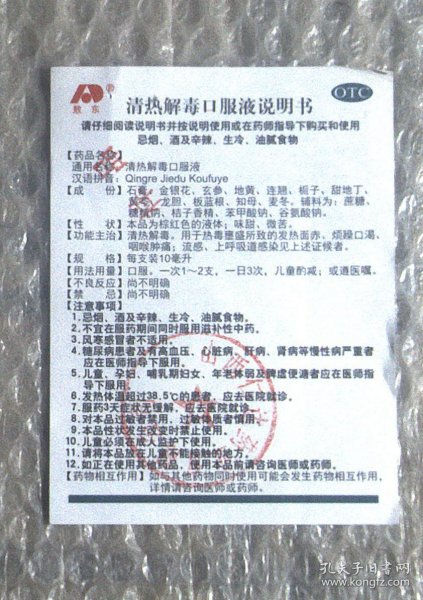 敖东
OTC
清热解毒口服液说明书
请仔细阅读说明书并按说明使用或在药师指导下购买和使用
忌烟、酒及辛辣、生冷、油腻食物
【药品名称】
通用名称：清热解毒口服液
汉语拼音：Qingre Jiedu Koufuye
【成 份】 石膏、金银花、玄参、地黄、连翘、栀子、甜地丁、
黄芩、龙胆、板蓝根、知母、麦冬。辅料为：蔗糖、
糖精钠、桔子香精、苯甲酸钠、谷氨酸钠。
【性 状】 本品为棕红色的液体；味甜、微苦。
【功能主治】清热解毒。用于热毒壅盛所致的发热面赤、烦躁口渴、
咽喉肿痛；流感、上呼吸道感染见上述证候者。
【规 格】 每支装10毫升
【用法用量】口服。一次1～2支，一日3次，儿童酌减；或遵医嘱。
【不良反应】尚不明确
【禁 忌】 尚不明确
【注意事项】
1.忌烟、酒及辛辣、生冷、油腻食物。
2.不宜在服药期间同时服用滋补性中药。
3.风寒感冒者不适用。
4.糖尿病患者及有高血压、心脏病、肝病、肾病等慢性病严重者
应在医师指导下服用。
5.儿童、孕妇、哺乳期妇女、年老体弱及脾虚便溏者应在医师指
导下服用。
6.发热体温超过38.5℃的患者，应去医院就诊。
7.服药3天症状无缓解，应去医院就诊。
8.对本品过敏者禁用，过敏体质者慎用。
9.本品性状发生改变时禁止使用。
10.儿童必须在成人监护下使用。
11.请将本品放在儿童不能接触的地方。
12.如正在使用其他药品，使用本品前请咨询医师或药师。
【药物相互作用】如与其他药物同时使用可能会发生药物相互作用，
详情请咨询医师或药师。
孔夫子旧书网
www.kongfz.com